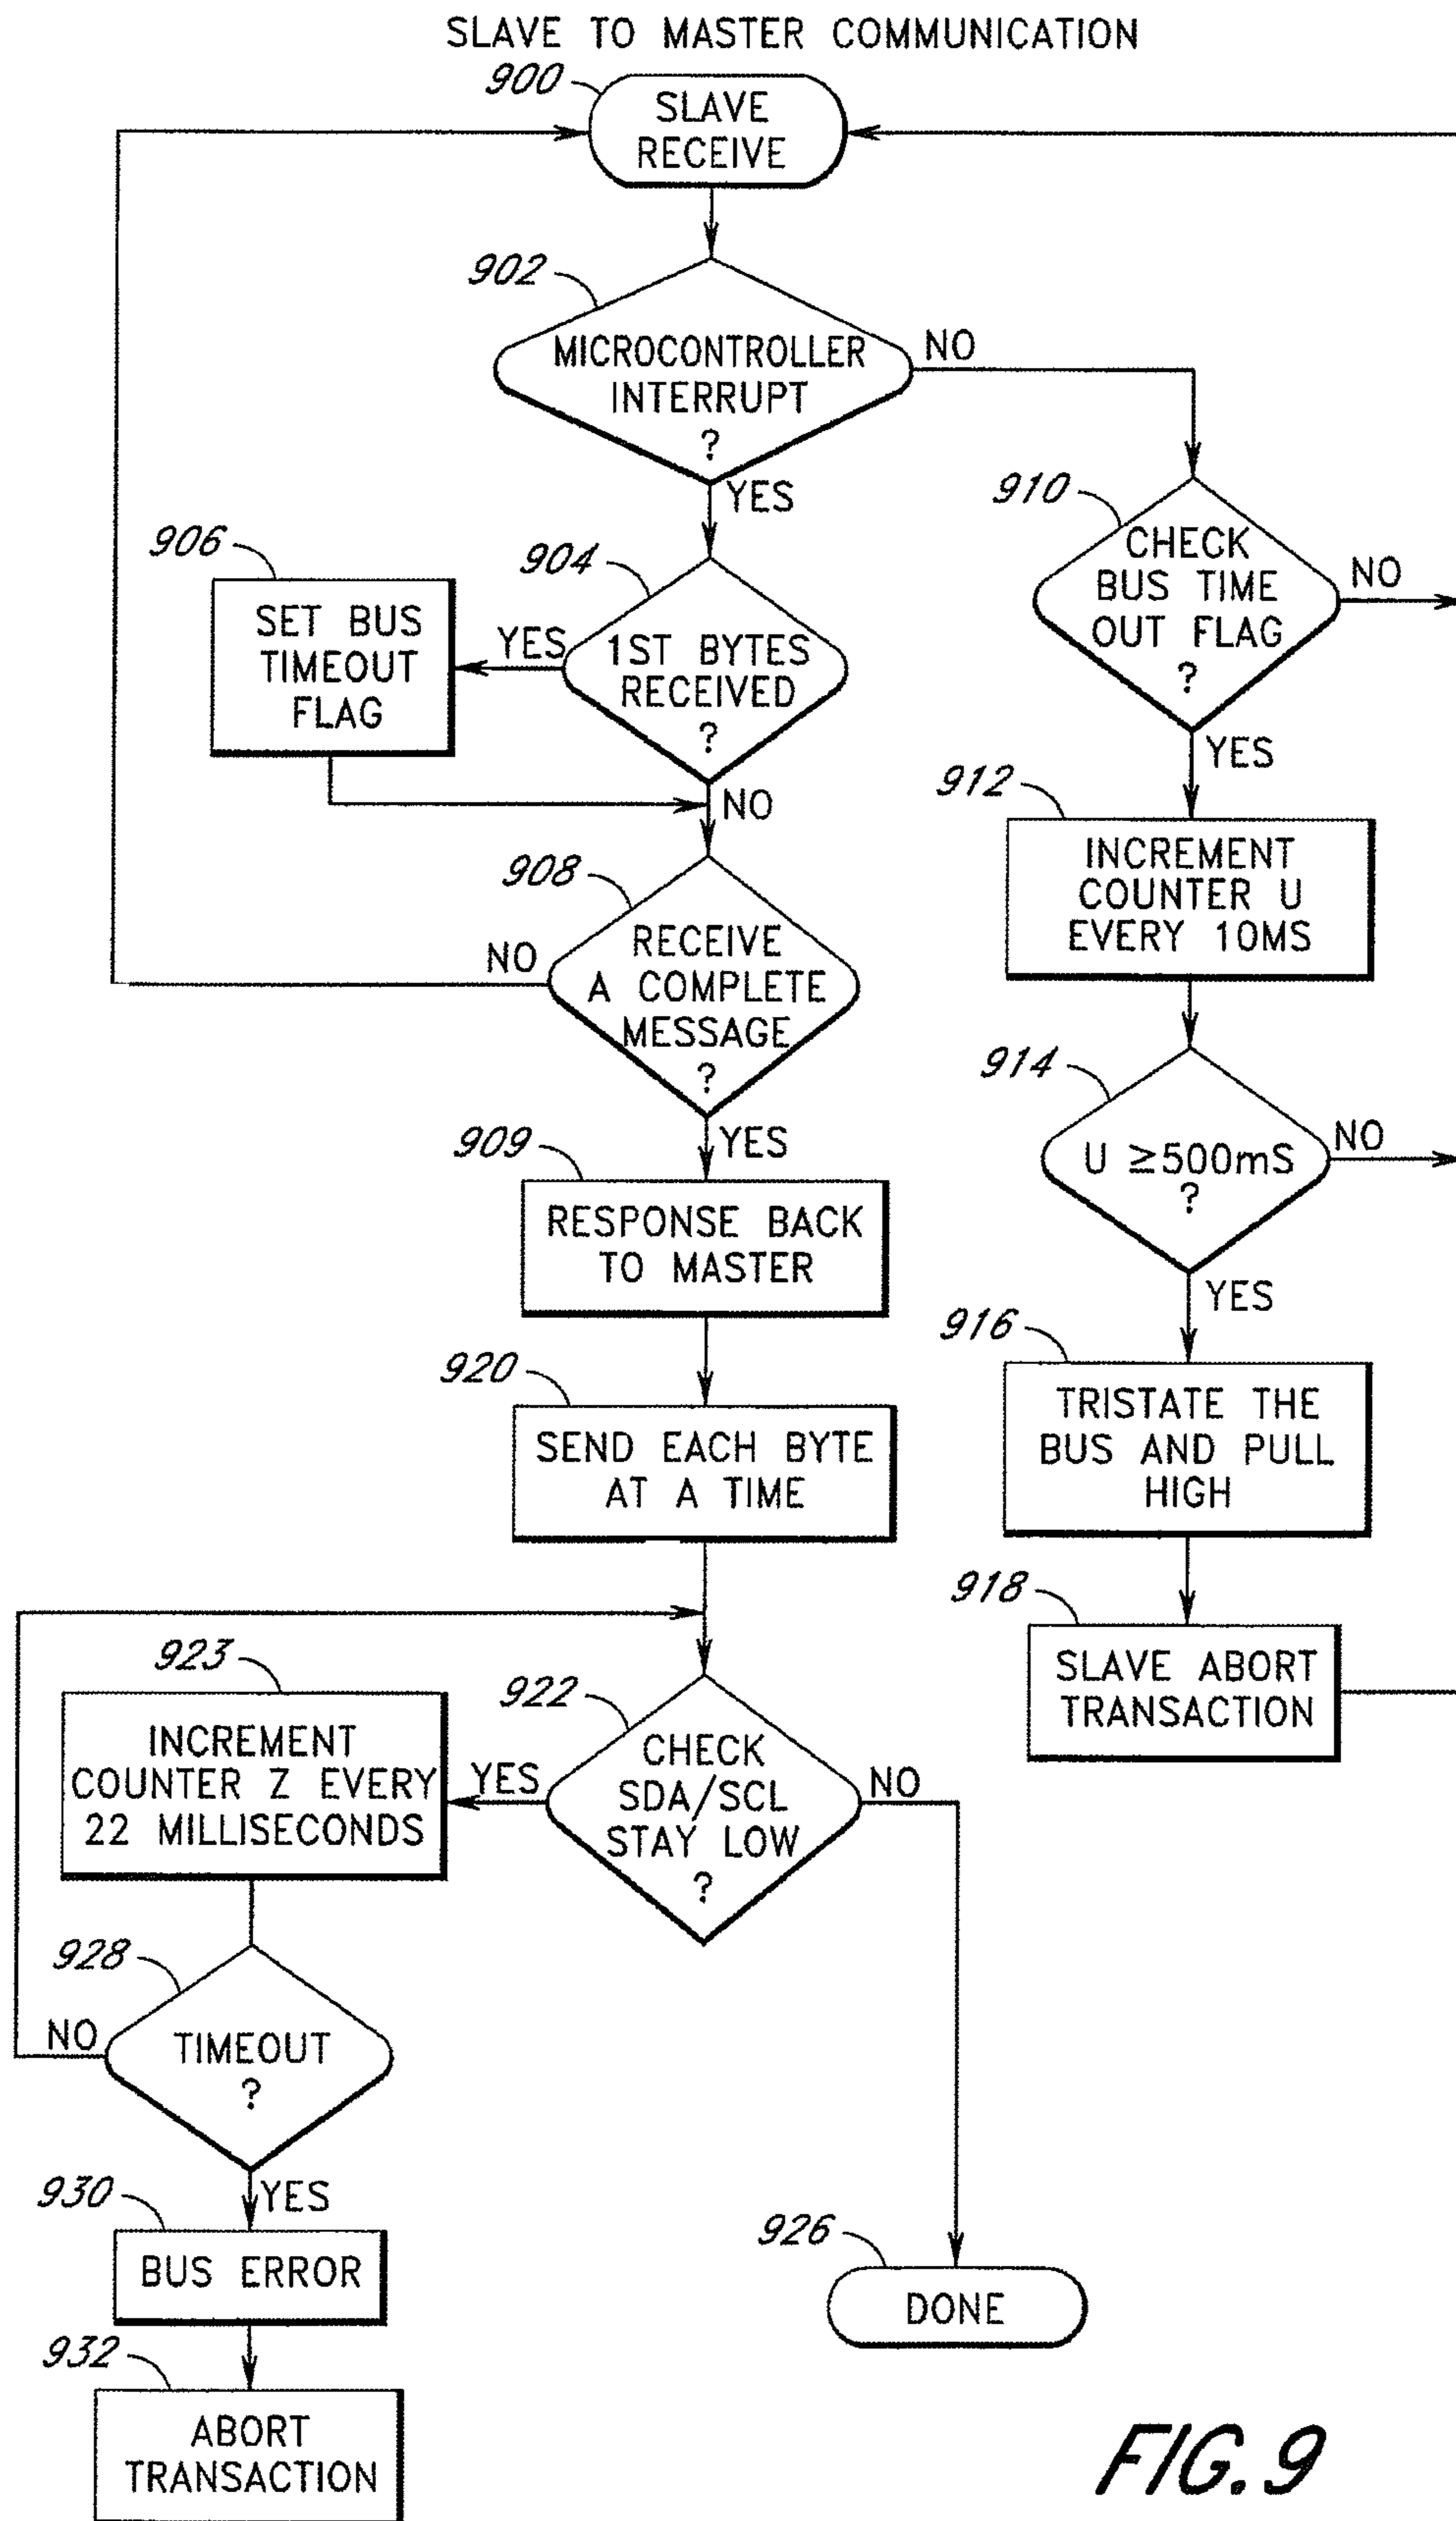 SLAVE TO MASTER COMMUNICATION
900
SLAVE
RECEIVE
902
MICROCONTROLLER
INTERRUPT
?
NO
YES
910
CHECK
BUS TIME
OUT FLAG
?
NO
YES
906
SET BUS
TIMEOUT
FLAG
904
YES
1ST BYTES
RECEIVED
?
NO
912
INCREMENT
COUNTER U
EVERY 10MS
908
NO
RECEIVE
A COMPLETE
MESSAGE
?
YES
914
U ≥500mS
?
NO
YES
909
RESPONSE BACK
TO MASTER
916
TRISTATE THE
BUS AND PULL
HIGH
920
SEND EACH BYTE
AT A TIME
918
SLAVE ABORT
TRANSACTION
923
INCREMENT
COUNTER Z EVERY
22 MILLISECONDS
922
YES
CHECK
SDA/SCL
STAY LOW
?
NO
928
NO
TIMEOUT
?
YES
930
BUS ERROR
926
DONE
932
ABORT
TRANSACTION
FIG. 9